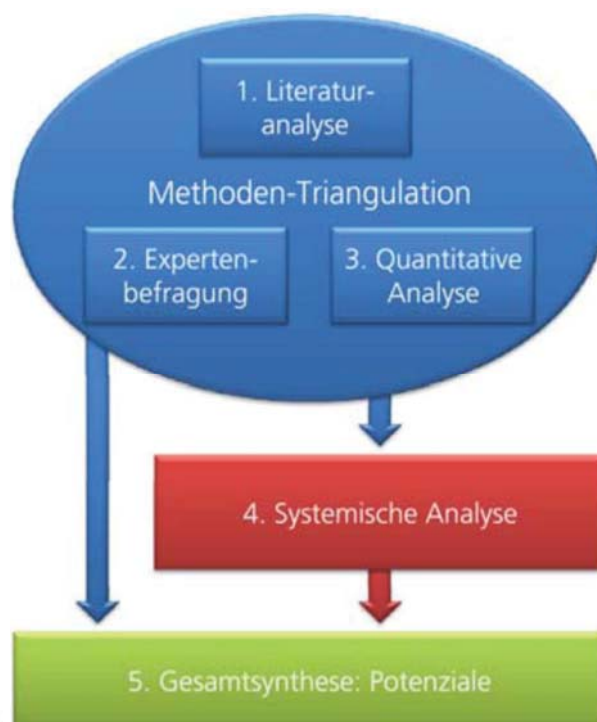 1. Literatur-
analyse
Methoden-Triangulation
2. Experten-
befragung
3. Quantitative
Analyse
4. Systemische Analyse
5. Gesamtsynthese: Potenziale